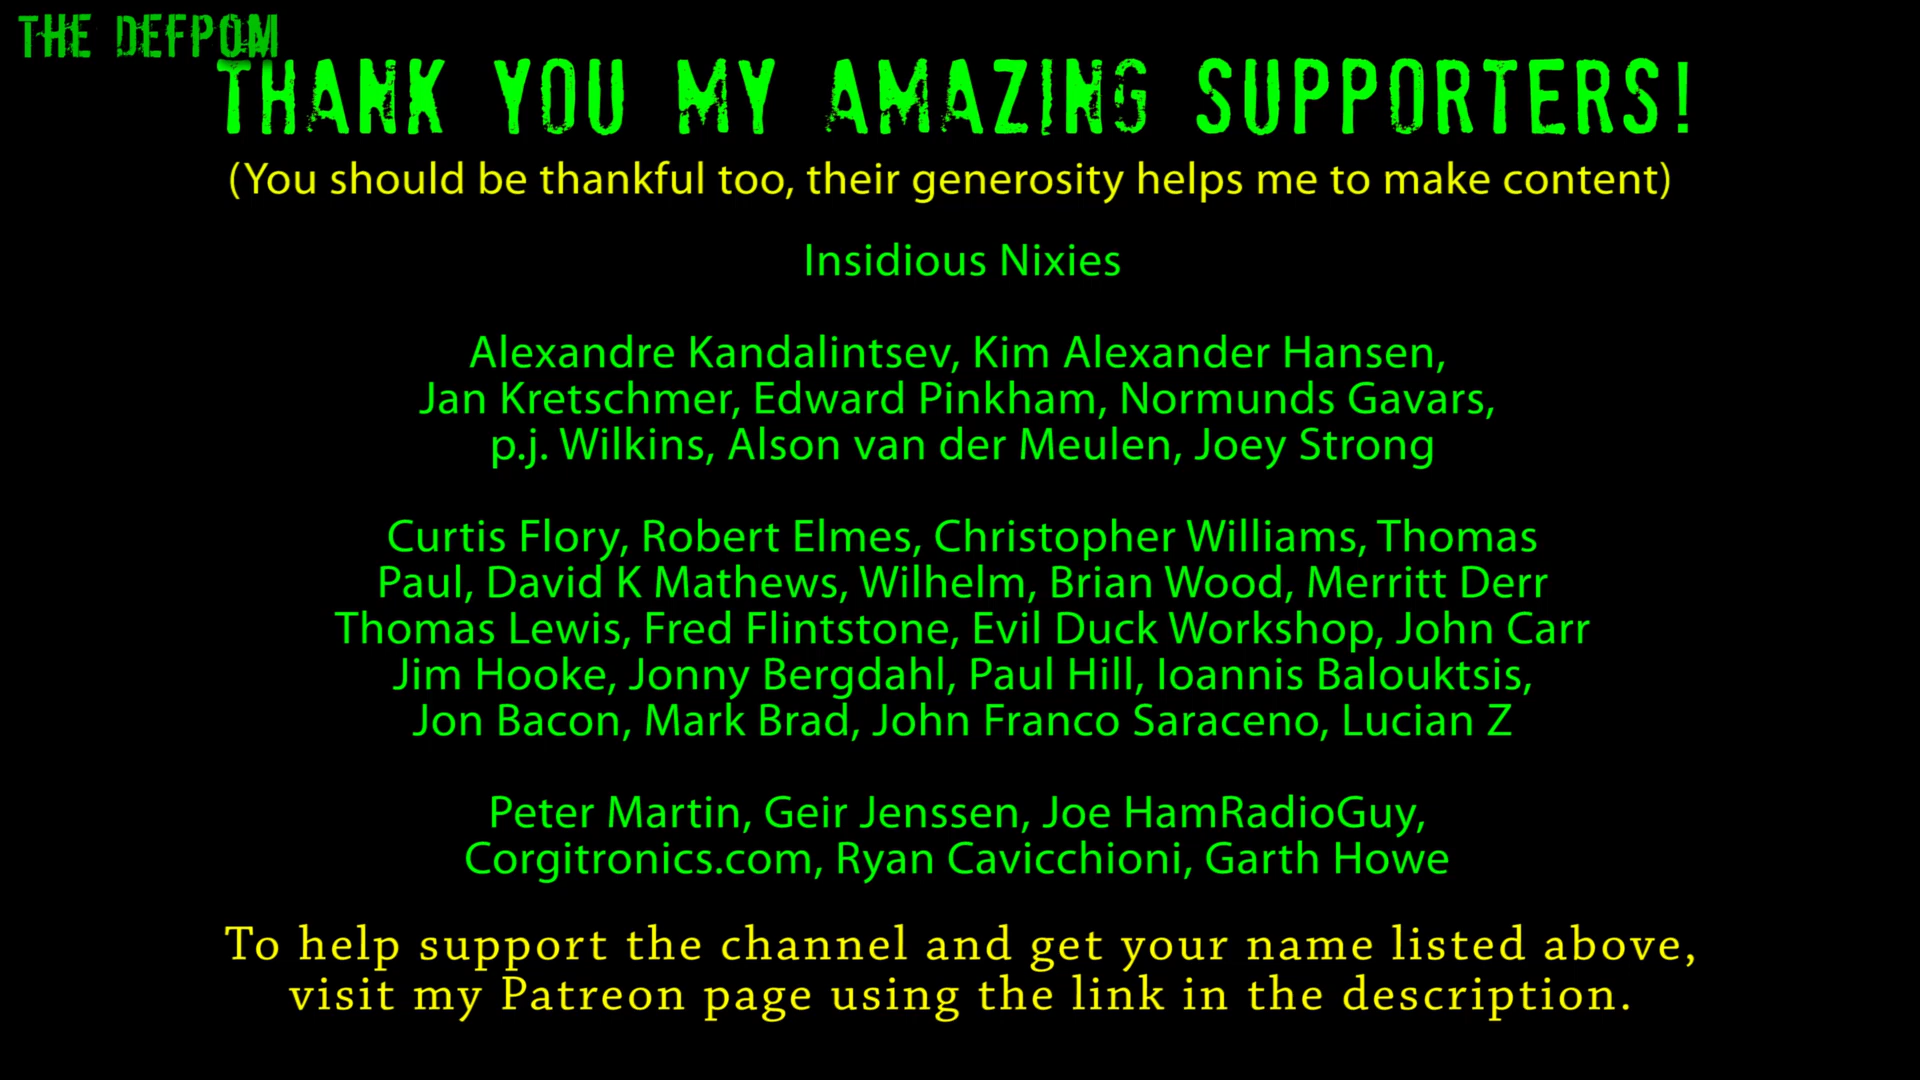 THE DEFPOM
THANK YOU MY AMAZING SUPPORTERS!
(You should be thankful too, their generosity helps me to make content)
Insidious Nixies
Alexandre Kandalintsev, Kim Alexander Hansen,
Jan Kretschmer, Edward Pinkham, Normunds Gavars,
p.j. Wilkins, Alson van der Meulen, Joey Strong
Curtis Flory, Robert Elmes, Christopher Williams, Thomas
Paul, David K Mathews, Wilhelm, Brian Wood, Merritt Derr
Thomas Lewis, Fred Flintstone, Evil Duck Workshop, John Carr
Jim Hooke, Jonny Bergdahl, Paul Hill, Ioannis Balouktsis,
Jon Bacon, Mark Brad, John Franco Saraceno, Lucian Z
Peter Martin, Geir Jenssen, Joe HamRadioGuy,
Corgitronics.com, Ryan Cavicchioni, Garth Howe
To help support the channel and get your name listed above,
visit my Patreon page using the link in the description.